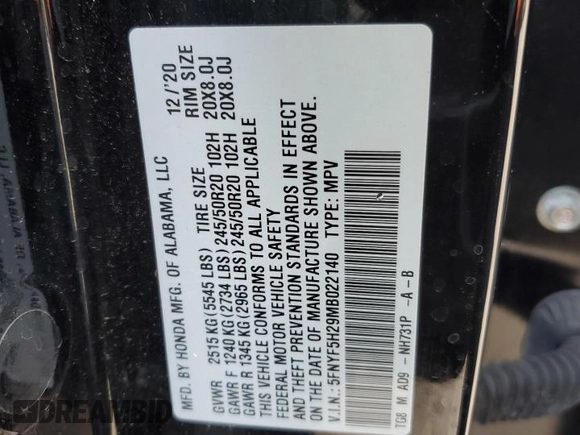 MFD. BY HONDA MFG. OF ALABAMA, LLC 12/'20
TIRE SIZE RIM SIZE
GVWR 2515 KG(5545 LBS)
GAWR F 1240 KG(2734 LBS)245/50R20 102H 20X8.0J
GAWR R 1345 KG(2965 LBS)245/50R20 102H 20X8.0J
THIS VEHICLE CONFORMS TO ALL APPLICABLE
FEDERAL MOTOR VEHICLE SAFETY
AND THEFT PREVENTION STANDARDS IN EFFECT
ON THE DATE OF MANUFACTURE SHOWN ABOVE.
V.I.N.: 5FNYF5H29MB022140 TYPE: MPV
TG8 M AD9 - NH731P -A -B
DREAMBID